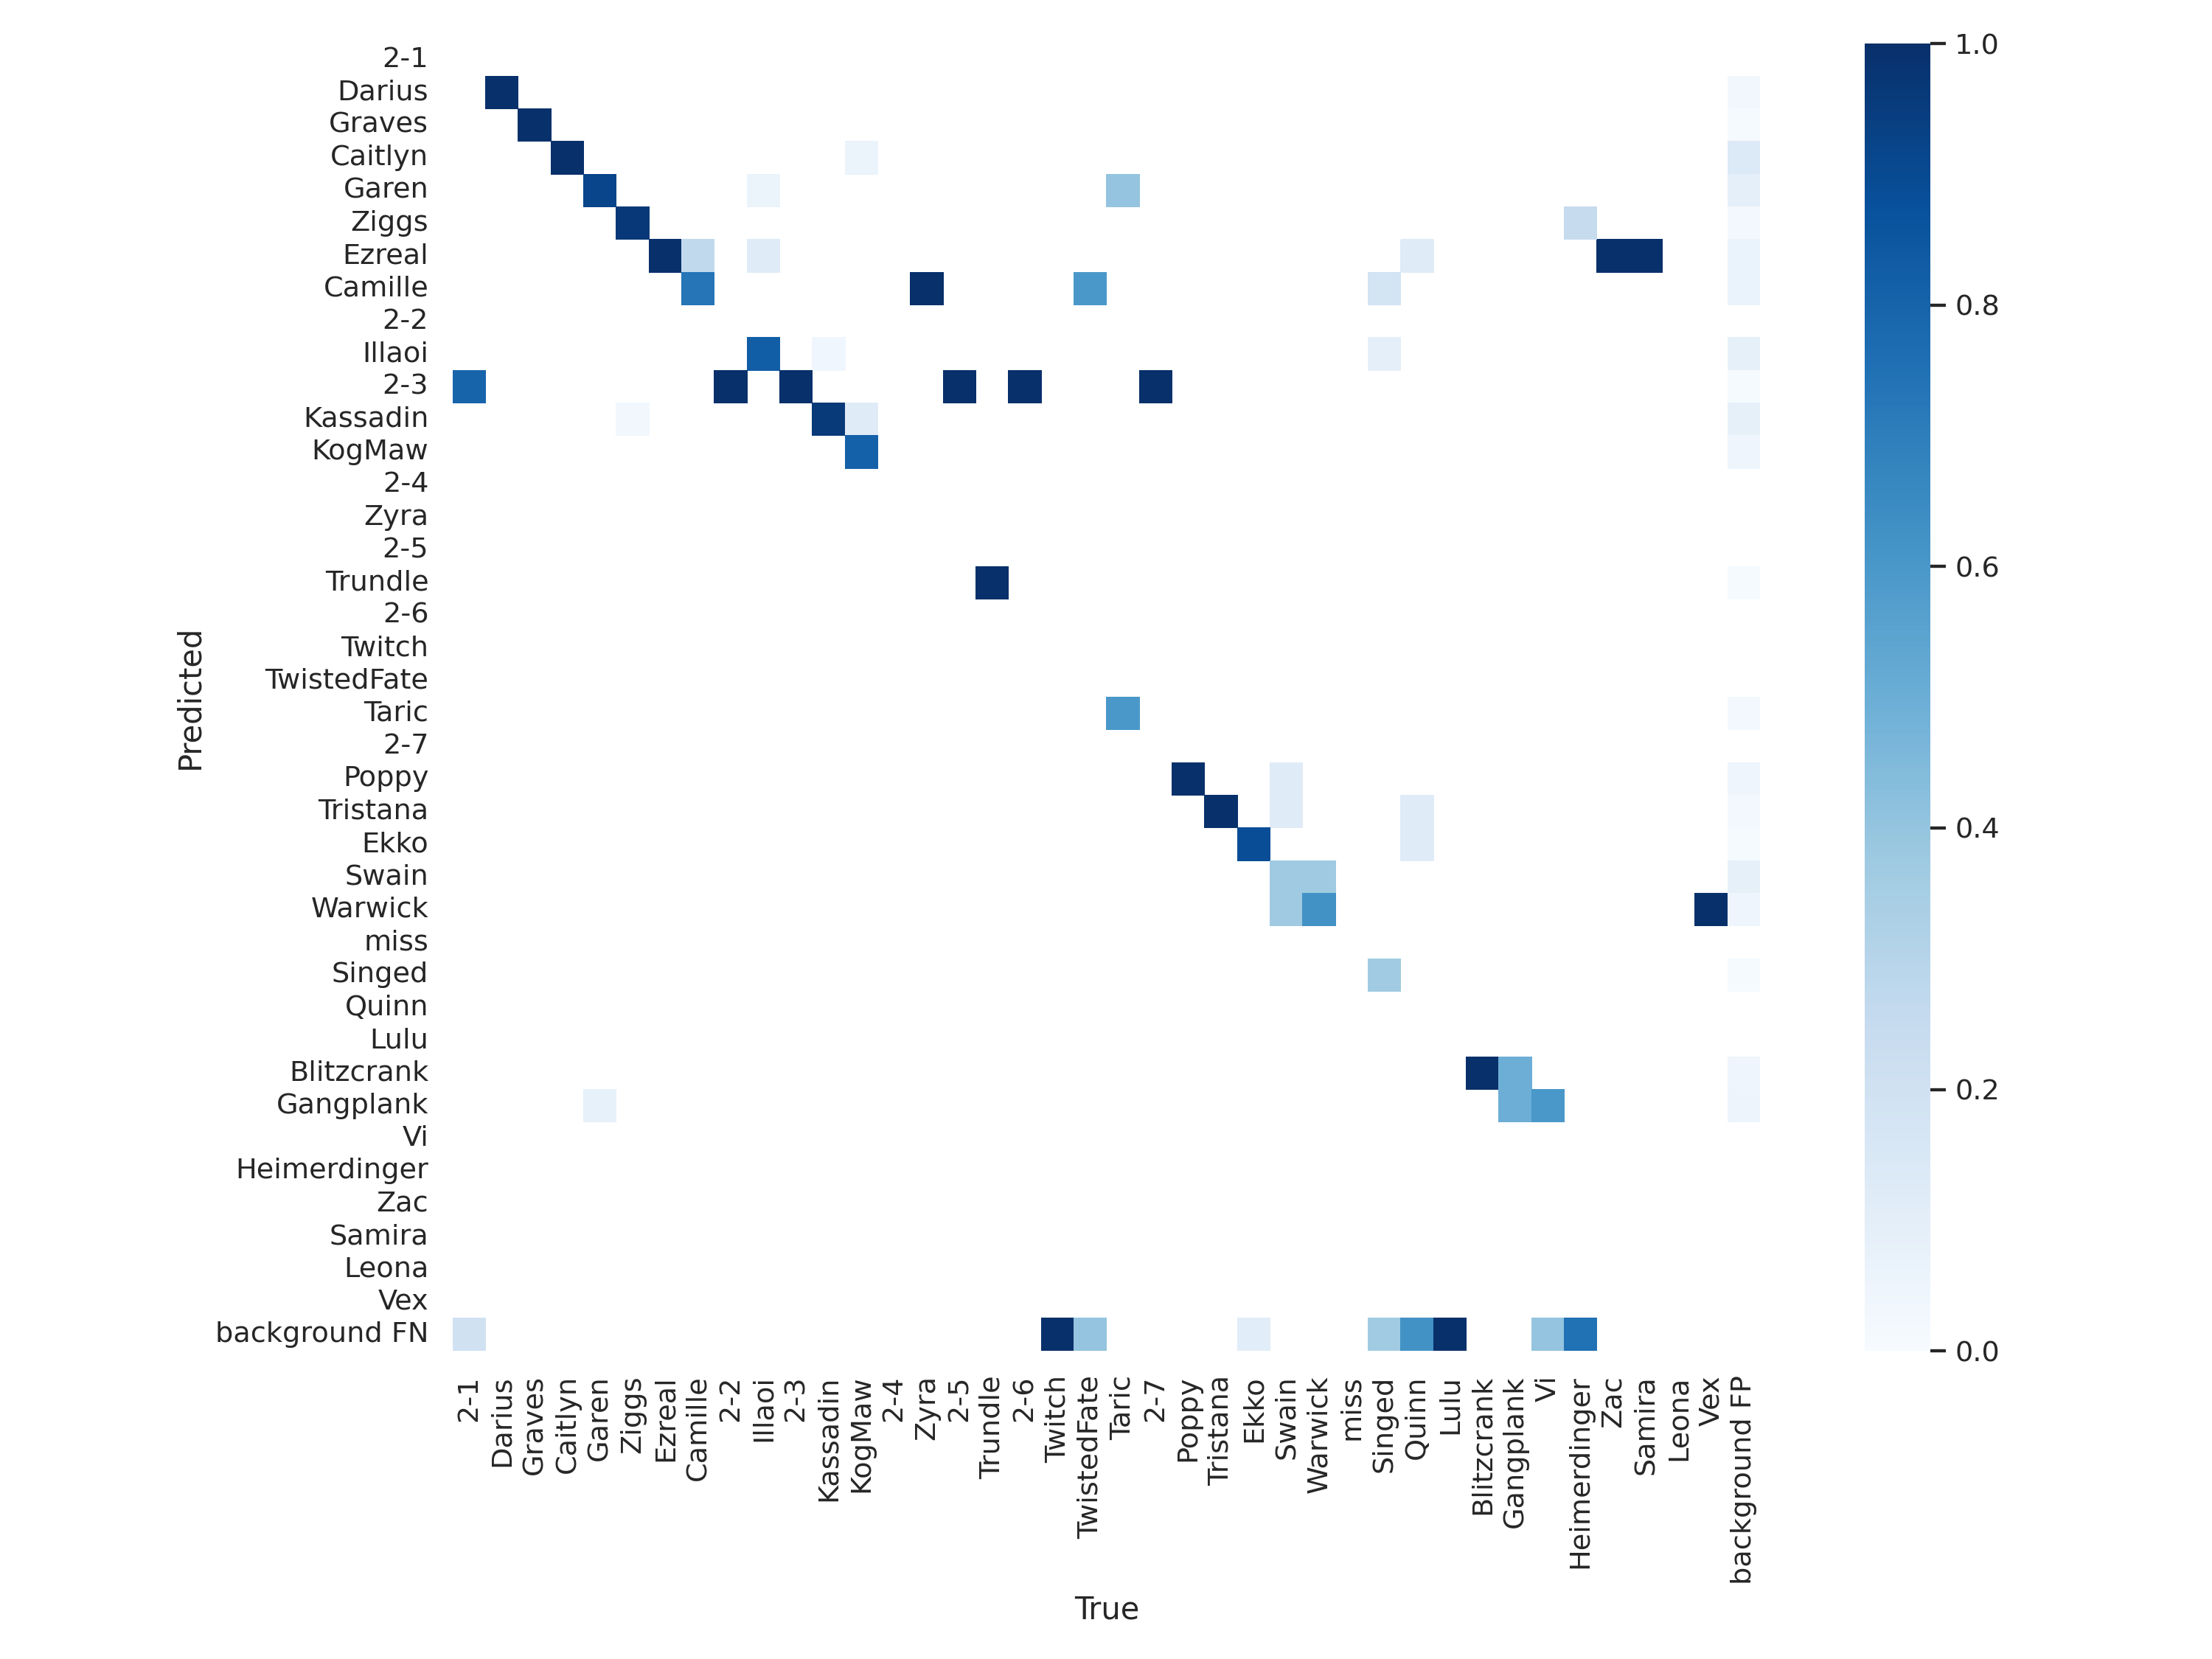 2-1
Darius
Graves
Caitlyn
Garen
Ziggs
Ezreal
Camille
2-2
Illaoi
2-3
Kassadin
KogMaw
2-4
Zyra
2-5
Trundle
2-6
Twitch
TwistedFate
Taric
2-7
Poppy
Tristana
Ekko
Swain
Warwick
miss
Singed
Quinn
Lulu
Blitzcrank
Gangplank
Vi
Heimerdinger
Zac
Samira
Leona
Vex
background FN
Predicted
2-1
Darius
Graves
Caitlyn
Garen
Ziggs
Ezreal
Camille
2-2
Illaoi
2-3
Kassadin
KogMaw
2-4
Zyra
2-5
Trundle
2-6
Twitch
TwistedFate
Taric
2-7
Poppy
Tristana
Ekko
Swain
Warwick
miss
Singed
Quinn
Lulu
Blitzcrank
Gangplank
Vi
Heimerdinger
Zac
Samira
Leona
Vex
background FP
True
1.0
0.8
0.6
0.4
0.2
0.0